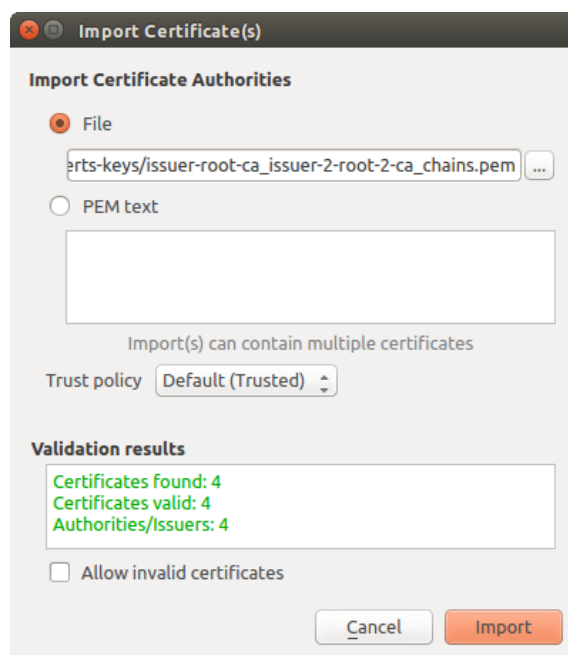 Import Certificate(s)
Import Certificate Authorities
File
erts-keys/issuer-root-ca_issuer-2-root-2-ca_chains.pem ...
PEM text
Import(s) can contain multiple certificates
Trust policy Default (Trusted)
Validation results
Certificates found: 4
Certificates valid: 4
Authorities/Issuers: 4
Allow invalid certificates
Cancel Import